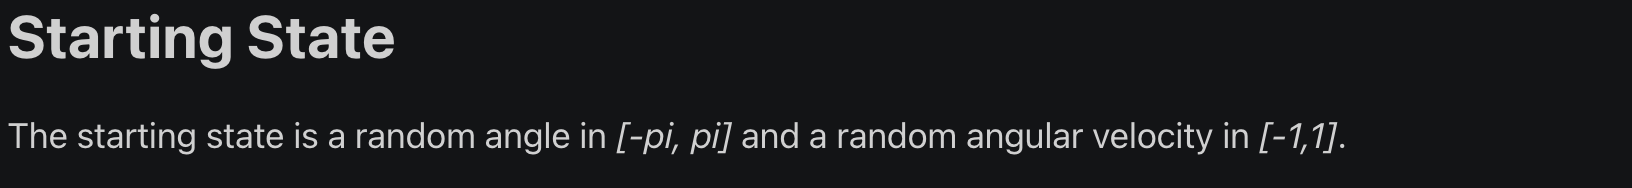 Starting State
The starting state is a random angle in [-pi, pi] and a random angular velocity in [-1,1].